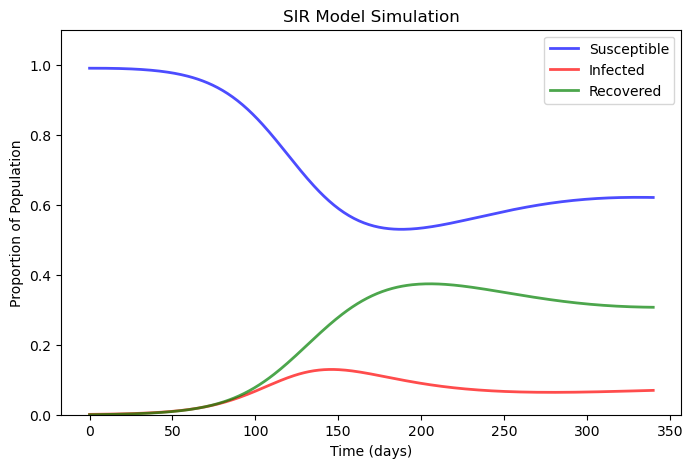 SIR Model Simulation
Susceptible
Infected
Recovered
Proportion of Population
1.0
0.8
0.6
0.4
0.2
0.0
0 50 100 150 200 250 300 350
Time (days)